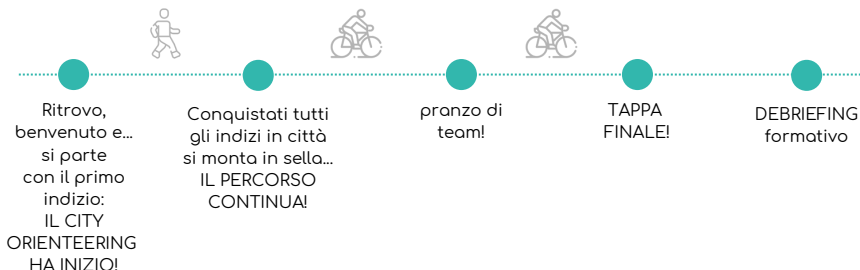 Ritrovo,
benvenuto e...
si parte
con il primo
indizio:
IL CITY
ORIENTEERING
HA INIZIO!
Conquistati tutti
gli indizi in città
si monta in sella...
IL PERCORSO
CONTINUA!
pranzo di
team!
TAPPA
FINALE!
DEBRIEFING
formativo